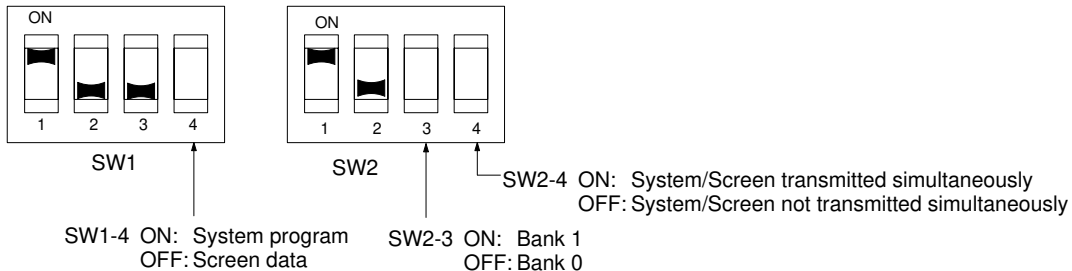 ON
1 2 3 4
SW1
ON
1 2 3 4
SW2
SW2-4 ON: System/Screen transmitted simultaneously
OFF: System/Screen not transmitted simultaneously
SW1-4 ON: System program
OFF: Screen data
SW2-3 ON: Bank 1
OFF: Bank 0